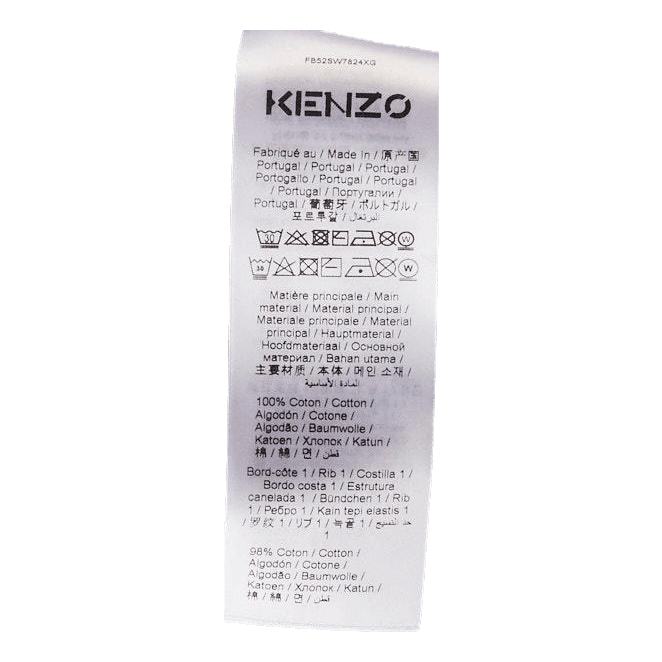 FB52SW7824XG
KENZO
Fabriqué au / Made In / 原产国
Portugal / Portugal / Portugal /
Portogallo / Portugal / Portugal
/ Portugal / Португалии /
Portugal / 葡萄牙 / ポルトガル /
포르투갈 / البرتغال /
30
30 W
Matière principale / Main
material / Material principal /
Materiale principale / Material
principal / Hauptmaterial /
Hoofdmateriaal / Основной
материал / Bahan utama /
主要材质 / 本体 / 메인 소재 /
المادة الأساسية
100% Coton / Cotton /
Algodón / Cotone /
Algodão / Baumwolle /
Katoen / Хлопок / Katun /
棉 / 綿 / 면 / قطن
Bord-côte 1 / Rib 1 / Costilla 1 /
Bordo costa 1 / Estrutura
canelada 1 / Bündchen 1 / Rib
1 / Ребро 1 / Kain tepi elastis 1
/ 罗纹 1 / リブ 1 / 녹골 1 / حد النسيج
1
98% Coton / Cotton /
Algodón / Cotone /
Algodão / Baumwolle /
Katoen / Хлопок / Katun /
棉 / 綿 / 면 / قطن